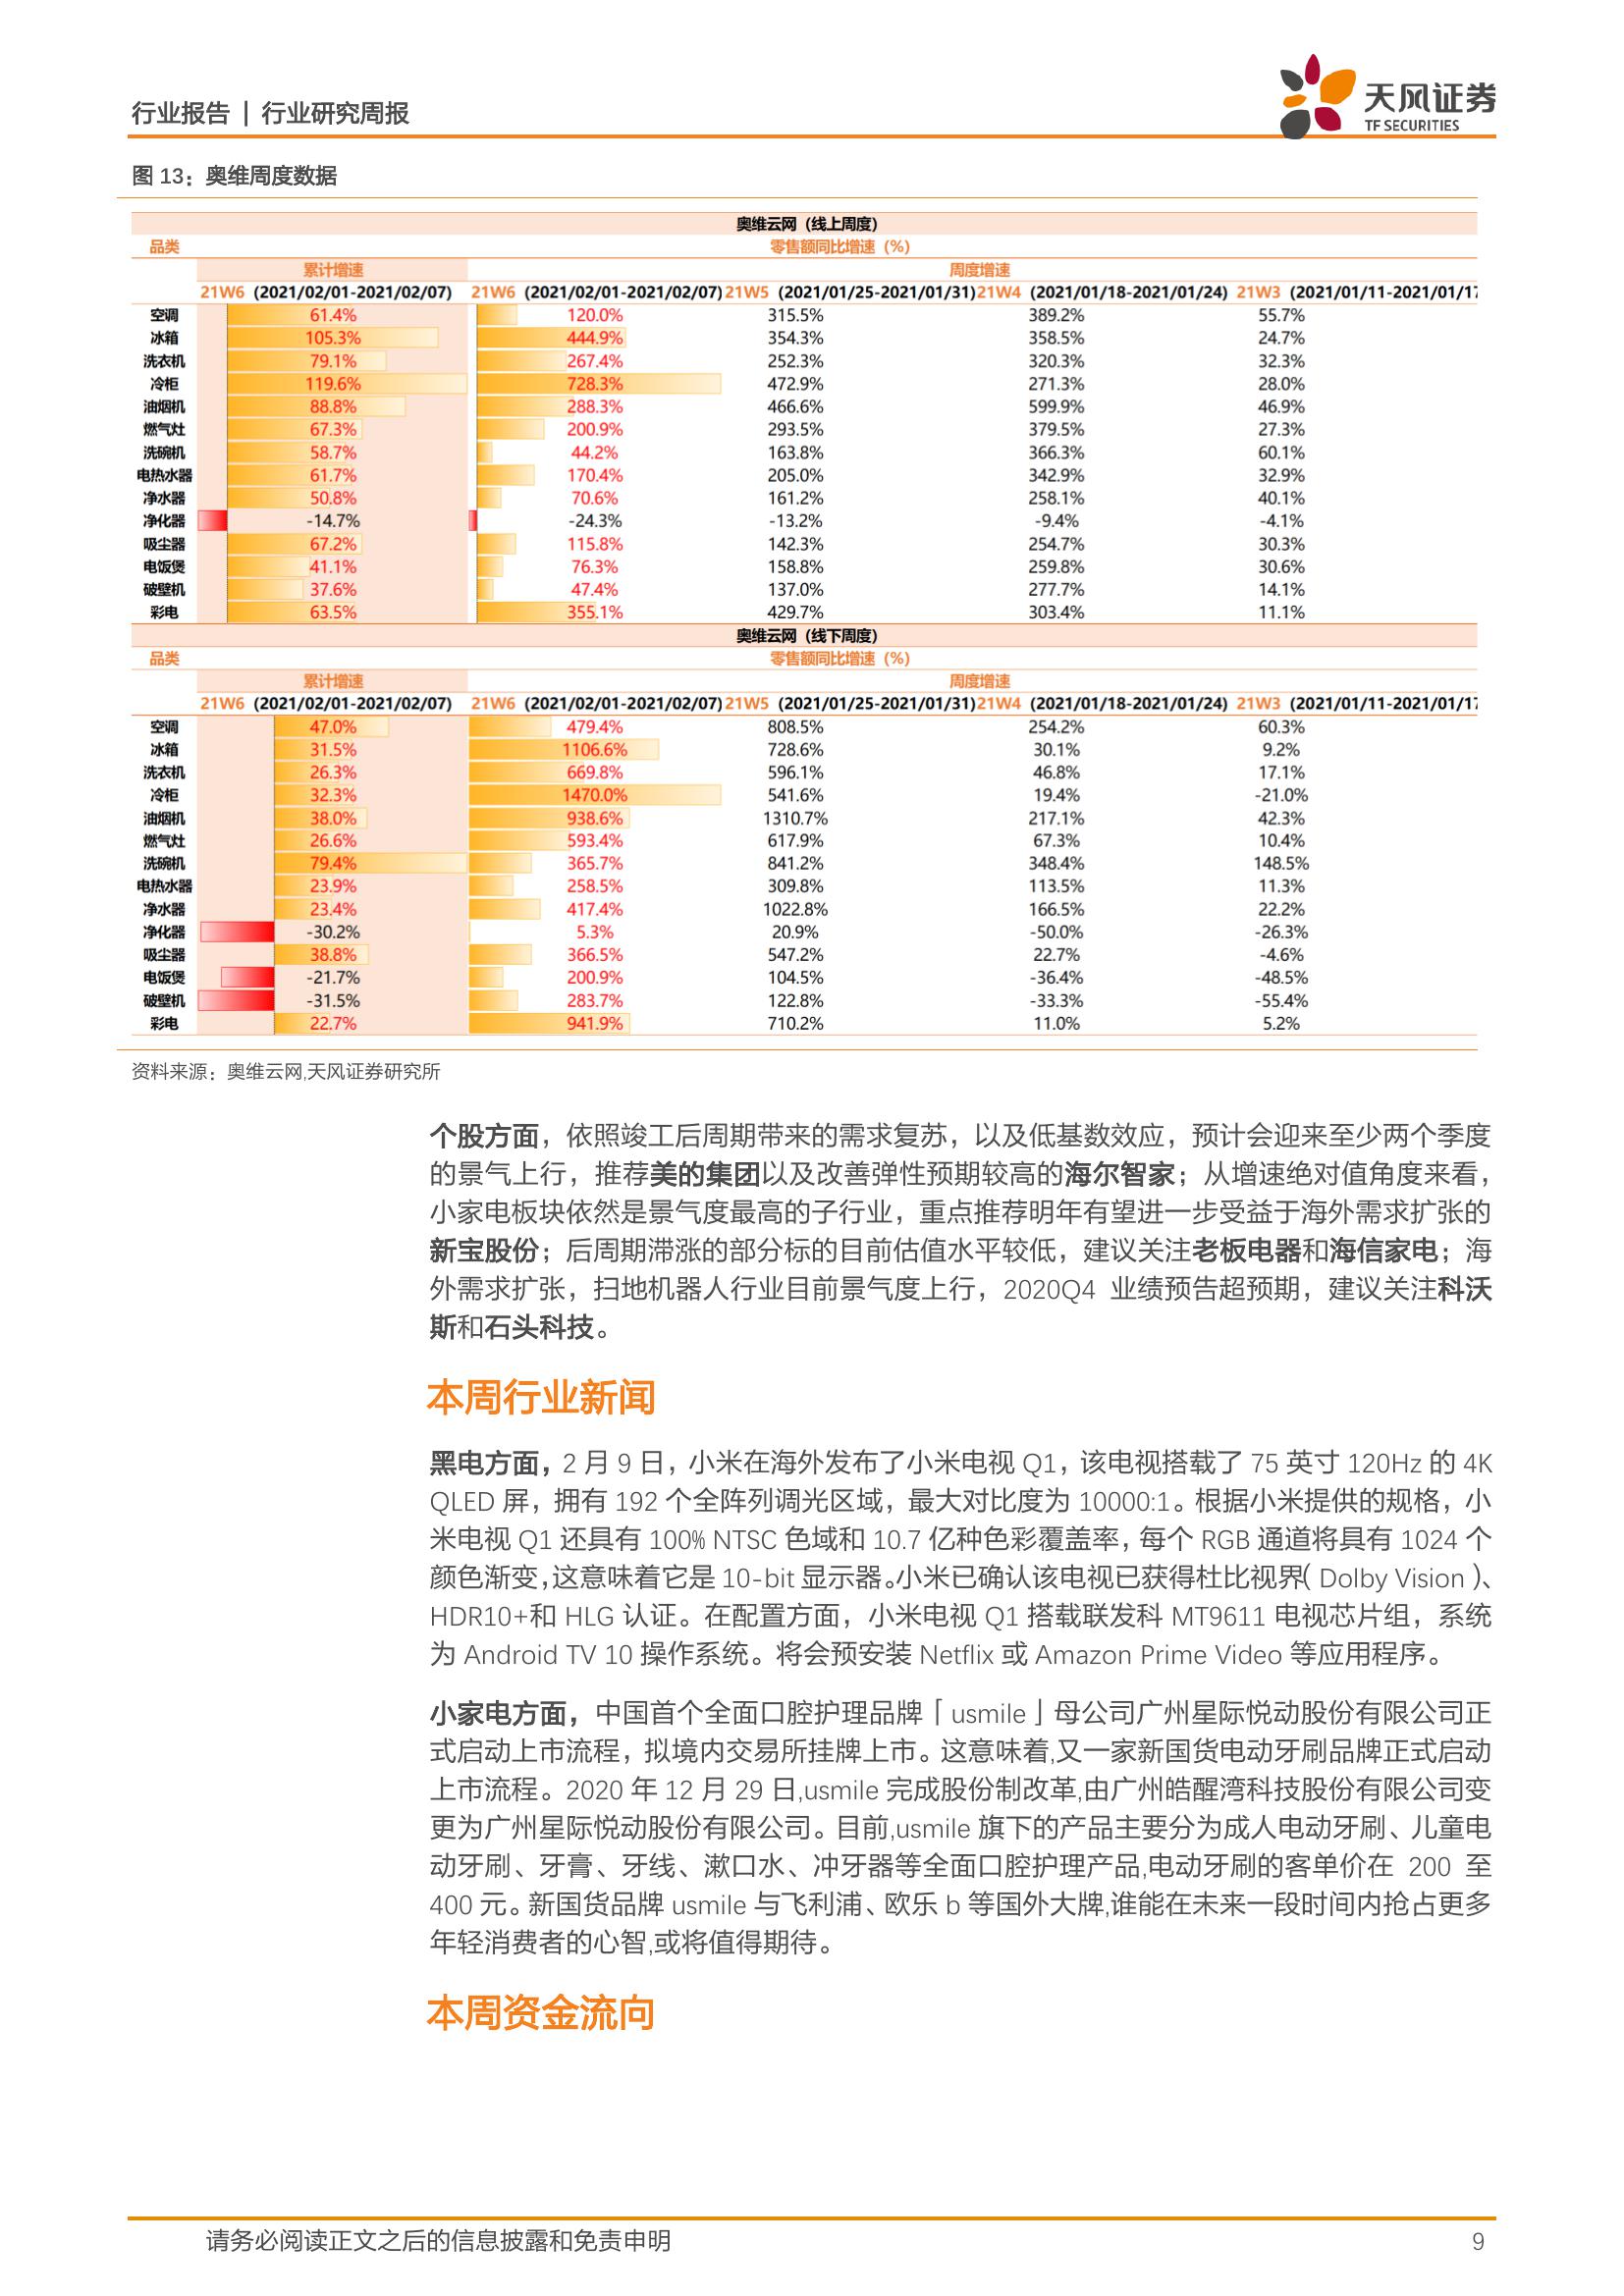 行业报告 | 行业研究周报
天风证券
TF SECURITIES
图 13：奥维周度数据
奥维云网（线上周度）
品类 零售额同比增速（%）
累计增速 周度增速
21W6 (2021/02/01-2021/02/07) 21W6 (2021/02/01-2021/02/07) 21W5 (2021/01/25-2021/01/31) 21W4 (2021/01/18-2021/01/24) 21W3 (2021/01/11-2021/01/17
空调 61.4% 120.0% 315.5% 389.2% 55.7%
冰箱 105.3% 444.9% 354.3% 358.5% 24.7%
洗衣机 79.1% 267.4% 252.3% 320.3% 32.3%
冷柜 119.6% 728.3% 472.9% 271.3% 28.0%
油烟机 88.8% 288.3% 466.6% 599.9% 46.9%
燃气灶 67.3% 200.9% 293.5% 379.5% 27.3%
洗碗机 58.7% 44.2% 163.8% 366.3% 60.1%
电热水器 61.7% 170.4% 205.0% 342.9% 32.9%
净水器 50.8% 70.6% 161.2% 258.1% 40.1%
净化器 -14.7% -24.3% -13.2% -9.4% -4.1%
吸尘器 67.2% 115.8% 142.3% 254.7% 30.3%
电饭煲 41.1% 76.3% 158.8% 259.8% 30.6%
破壁机 37.6% 47.4% 137.0% 277.7% 14.1%
彩电 63.5% 355.1% 429.7% 303.4% 11.1%
奥维云网（线下周度）
品类 零售额同比增速（%）
累计增速 周度增速
21W6 (2021/02/01-2021/02/07) 21W6 (2021/02/01-2021/02/07) 21W5 (2021/01/25-2021/01/31) 21W4 (2021/01/18-2021/01/24) 21W3 (2021/01/11-2021/01/17
空调 47.0% 479.4% 808.5% 254.2% 60.3%
冰箱 31.5% 1106.6% 728.6% 30.1% 9.2%
洗衣机 26.3% 669.8% 596.1% 46.8% 17.1%
冷柜 32.3% 1470.0% 541.6% 19.4% -21.0%
油烟机 38.0% 938.6% 1310.7% 217.1% 42.3%
燃气灶 26.6% 593.4% 617.9% 67.3% 10.4%
洗碗机 79.4% 365.7% 841.2% 348.4% 148.5%
电热水器 23.9% 258.5% 309.8% 113.5% 11.3%
净水器 23.4% 417.4% 1022.8% 166.5% 22.2%
净化器 -30.2% 5.3% 20.9% -50.0% -26.3%
吸尘器 38.8% 366.5% 547.2% 22.7% -4.6%
电饭煲 -21.7% 200.9% 104.5% -36.4% -48.5%
破壁机 -31.5% 283.7% 122.8% -33.3% -55.4%
彩电 22.7% 941.9% 710.2% 11.0% 5.2%
资料来源：奥维云网,天风证券研究所
个股方面，依照竣工后周期带来的需求复苏，以及低基数效应，预计会迎来至少两个季度
的景气上行，推荐美的集团以及改善弹性预期较高的海尔智家；从增速绝对值角度来看，
小家电板块依然是景气度最高的子行业，重点推荐明年有望进一步受益于海外需求扩张的
新宝股份；后周期滞涨的部分标的目前估值水平较低，建议关注老板电器和海信家电；海
外需求扩张，扫地机器人行业目前景气度上行，2020Q4 业绩预告超预期，建议关注科沃
斯和石头科技。
本周行业新闻
黑电方面，2 月 9 日，小米在海外发布了小米电视 Q1，该电视搭载了 75 英寸 120Hz 的 4K
QLED 屏，拥有 192 个全阵列调光区域，最大对比度为 10000:1。根据小米提供的规格，小
米电视 Q1 还具有 100% NTSC 色域和 10.7 亿种色彩覆盖率，每个 RGB 通道将具有 1024 个
颜色渐变，这意味着它是 10-bit 显示器。小米已确认该电视已获得杜比视界（Dolby Vision）、
HDR10+和 HLG 认证。在配置方面，小米电视 Q1 搭载联发科 MT9611 电视芯片组，系统
为 Android TV 10 操作系统。将会预安装 Netflix 或 Amazon Prime Video 等应用程序。
小家电方面，中国首个全面口腔护理品牌「usmile」母公司广州星际悦动股份有限公司正
式启动上市流程，拟境内交易所挂牌上市。这意味着,又一家新国货电动牙刷品牌正式启动
上市流程。2020 年 12 月 29 日,usmile 完成股份制改革,由广州皓醒湾科技股份有限公司变
更为广州星际悦动股份有限公司。目前,usmile 旗下的产品主要分为成人电动牙刷、儿童电
动牙刷、牙膏、牙线、漱口水、冲牙器等全面口腔护理产品,电动牙刷的客单价在 200 至
400 元。新国货品牌 usmile 与飞利浦、欧乐 b 等国外大牌,谁能在未来一段时间内抢占更多
年轻消费者的心智,或将值得期待。
本周资金流向
请务必阅读正文之后的信息披露和免责申明 9